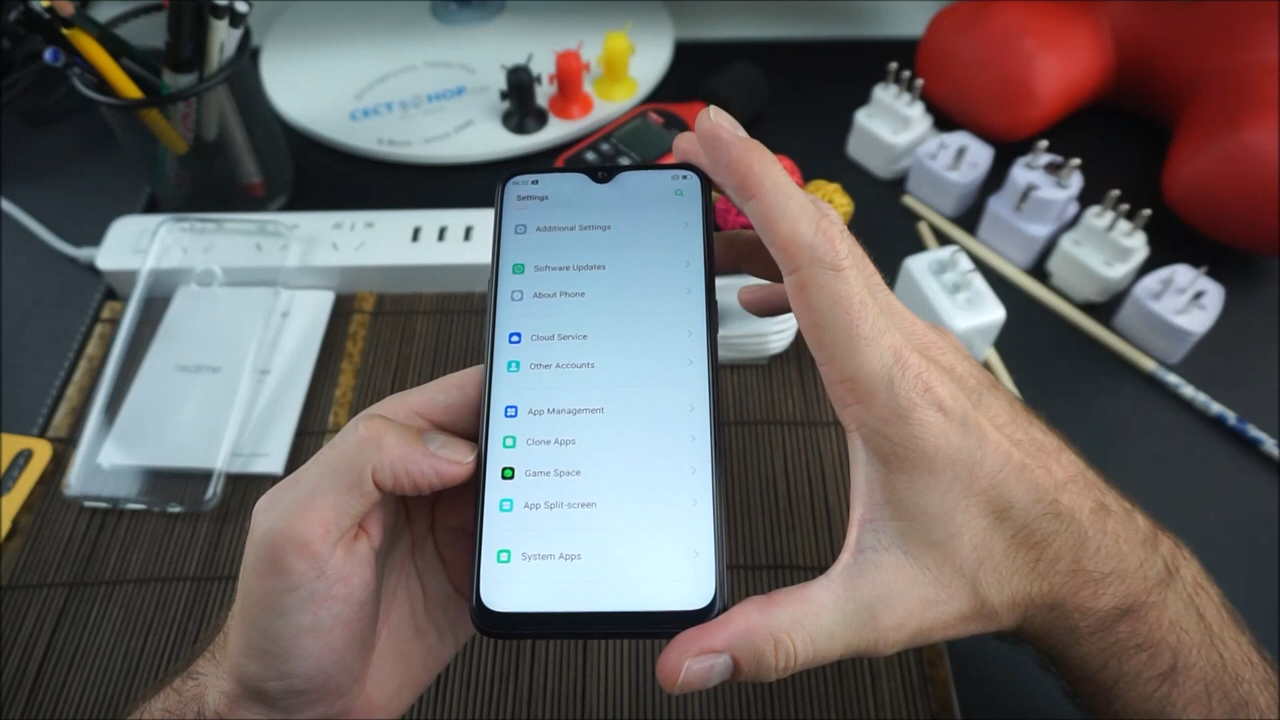 CECT SHOP
Settings
Additional Settings
Software Updates
About Phone
Cloud Service
Other Accounts
App Management
Clone Apps
Game Space
App Split-screen
System Apps
realme